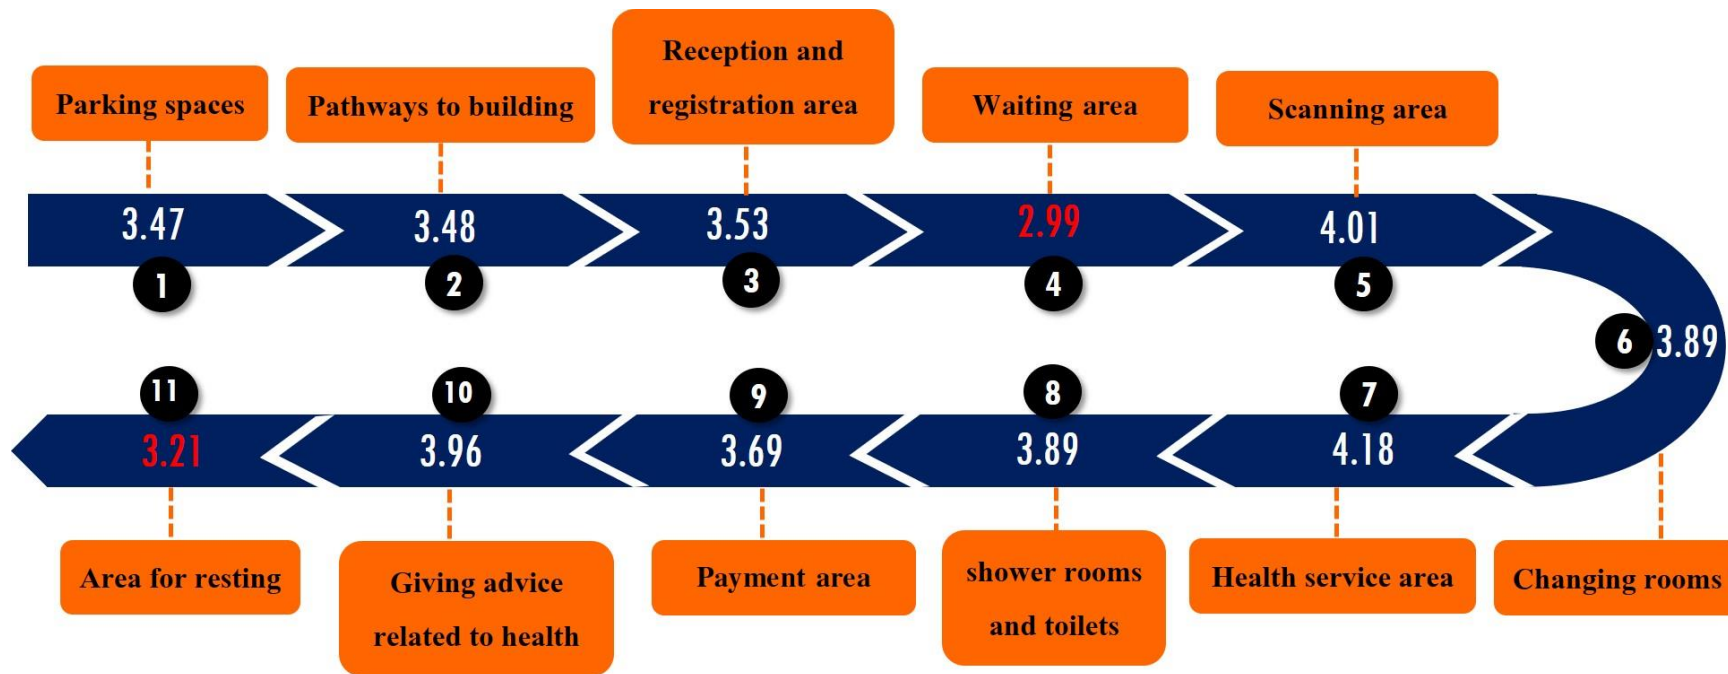 Parking spaces
Pathways to building
Reception and
registration area
Waiting area
Scanning area
3.47
3.48
3.53
2.99
4.01
1
2
3
4
5
6
3.89
11
10
9
8
7
3.21
3.96
3.69
3.89
4.18
Area for resting
Giving advice
related to health
Payment area
shower rooms
and toilets
Health service area
Changing rooms